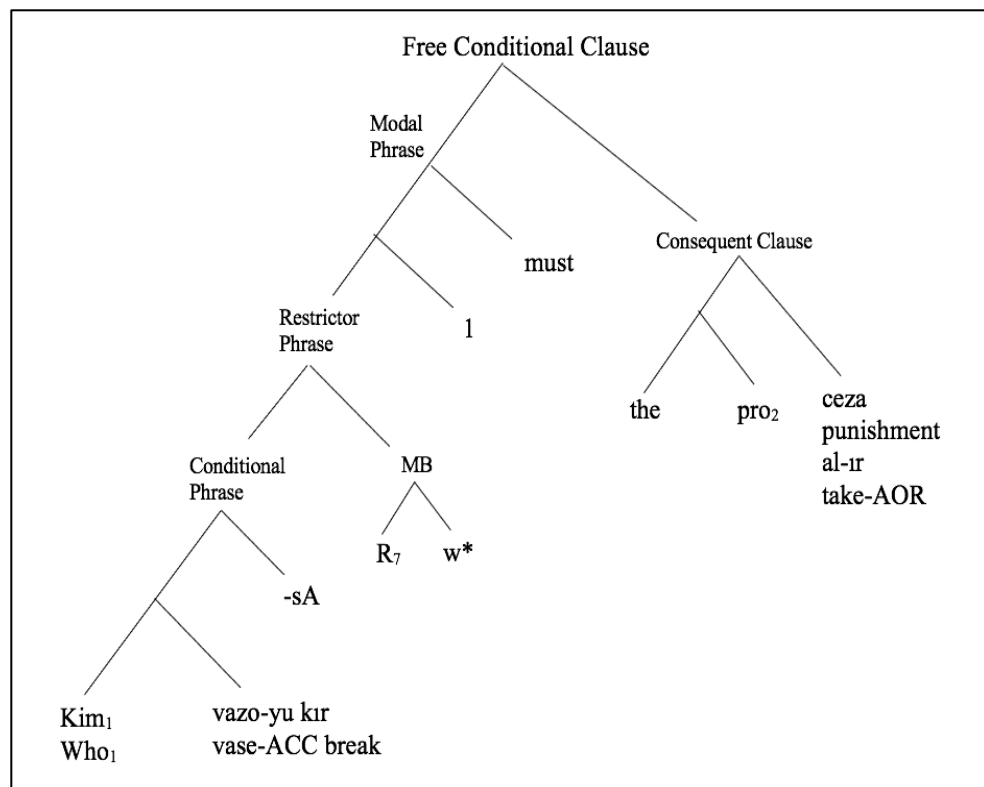 Free Conditional Clause
Modal
Phrase
must
Consequent Clause
Restrictor
Phrase
1
the
pro₂
ceza
punishment
al-ır
take-AOR
Conditional
Phrase
MB
R₇
w*
-sA
Kim₁
Who₁
vazo-yu kır
vase-ACC break